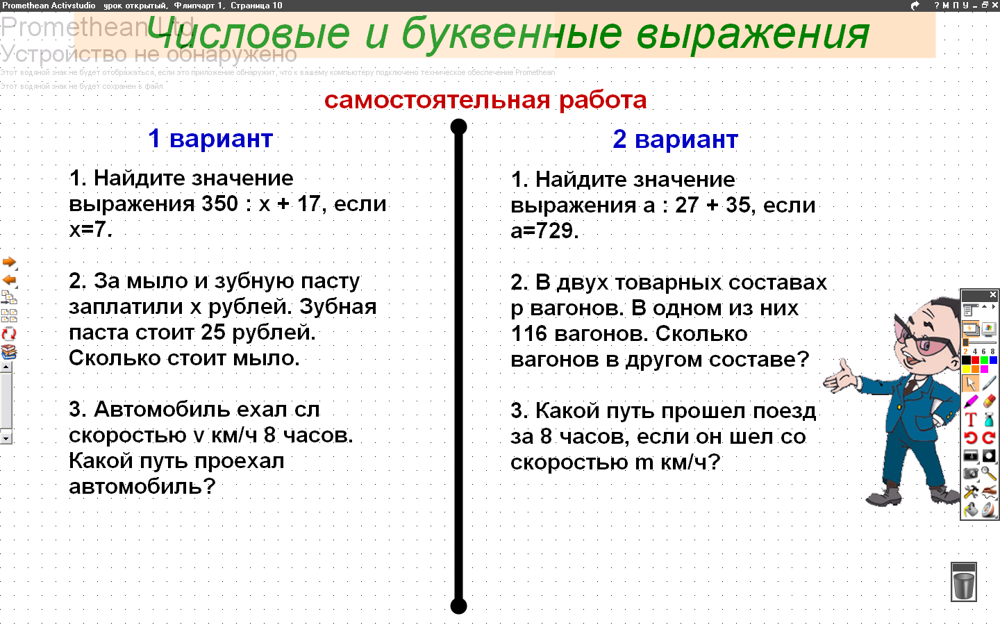 Promethean Activstudio урок открытый, Флипчарт 1, Страница 10
? М П У
Promethean Ltd
Числовые и буквенные выражения
Устройство не обнаружено
Этот водяной знак не будет отображаться, если это приложение обнаружит, что к вашему компьютеру подключено техническое обеспечение Promethean
Этот водяной знак не будет сохранен в файл
самостоятельная работа
1 вариант
1. Найдите значение
выражения 350 : х + 17, если
х=7.
2. За мыло и зубную пасту
заплатили х рублей. Зубная
паста стоит 25 рублей.
Сколько стоит мыло.
3. Автомобиль ехал сл
скоростью v км/ч 8 часов.
Какой путь проехал
автомобиль?
2 вариант
1. Найдите значение
выражения а : 27 + 35, если
а=729.
2. В двух товарных составах
р вагонов. В одном из них
116 вагонов. Сколько
вагонов в другом составе?
3. Какой путь прошел поезд
за 8 часов, если он шел со
скоростью m км/ч?
2 4 6 8
T